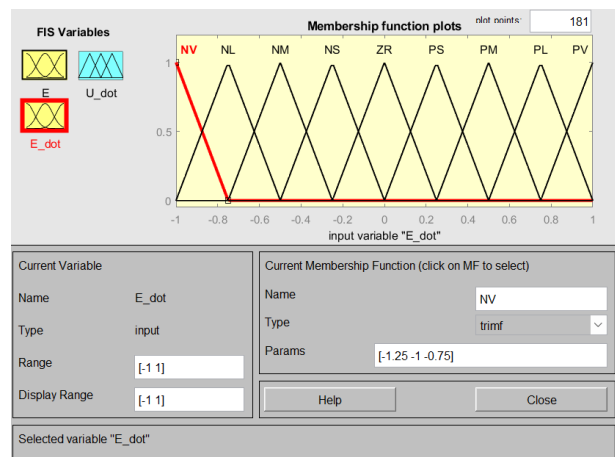 FIS Variables
Membership function plots
plot points:
181
E
U_dot
E_dot
NV NL NM NS ZR PS PM PL PV
1
0.5
0
-1 -0.8 -0.6 -0.4 -0.2 0 0.2 0.4 0.6 0.8 1
input variable "E_dot"
Current Variable
Name E_dot
Type input
Range [-1 1]
Display Range [-1 1]
Current Membership Function (click on MF to select)
Name NV
Type trimf
Params [-1.25 -1 -0.75]
Help
Close
Selected variable "E_dot"